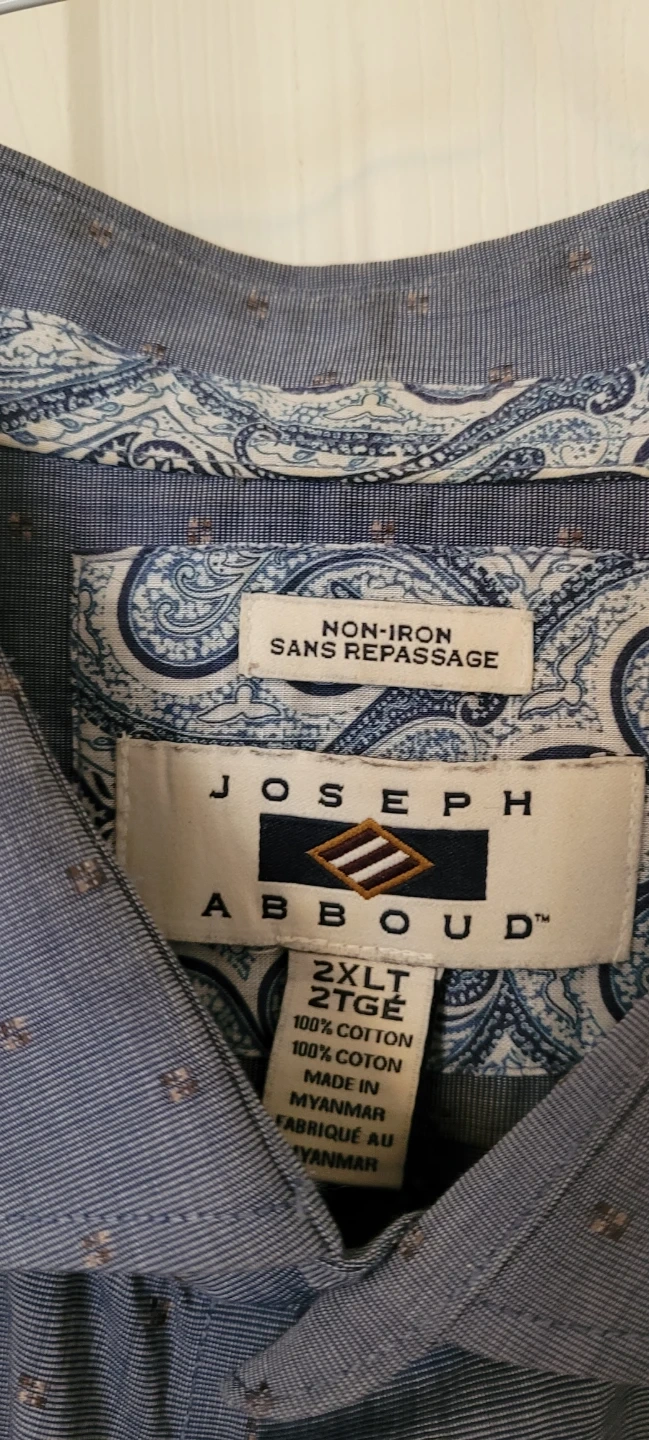 NON-IRON
SANS REPASSAGE
JOSEPH
ABBOUD™
2XLT
2TGÉ
100% COTTON
100% COTON
MADE IN
MYANMAR
FABRIQUÉ AU
MYANMAR